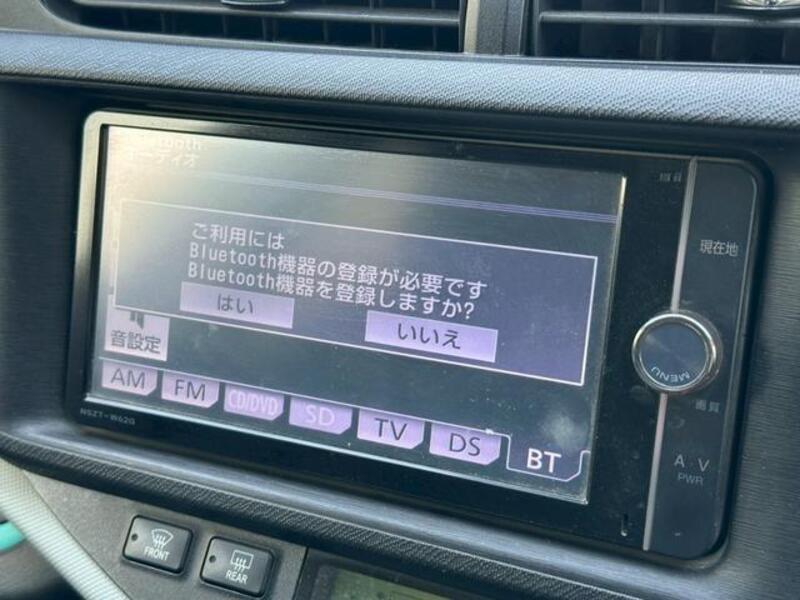 Bluetooth
オーディオ
ご利用には
Bluetooth機器の登録が必要です
Bluetooth機器を登録しますか?
はい
いいえ
音設定
AM
FM
CD/DVD
SD
TV
DS
BT
NSZT-W62G
現在地
MENU
画質
A・V
PWR
FRONT
REAR